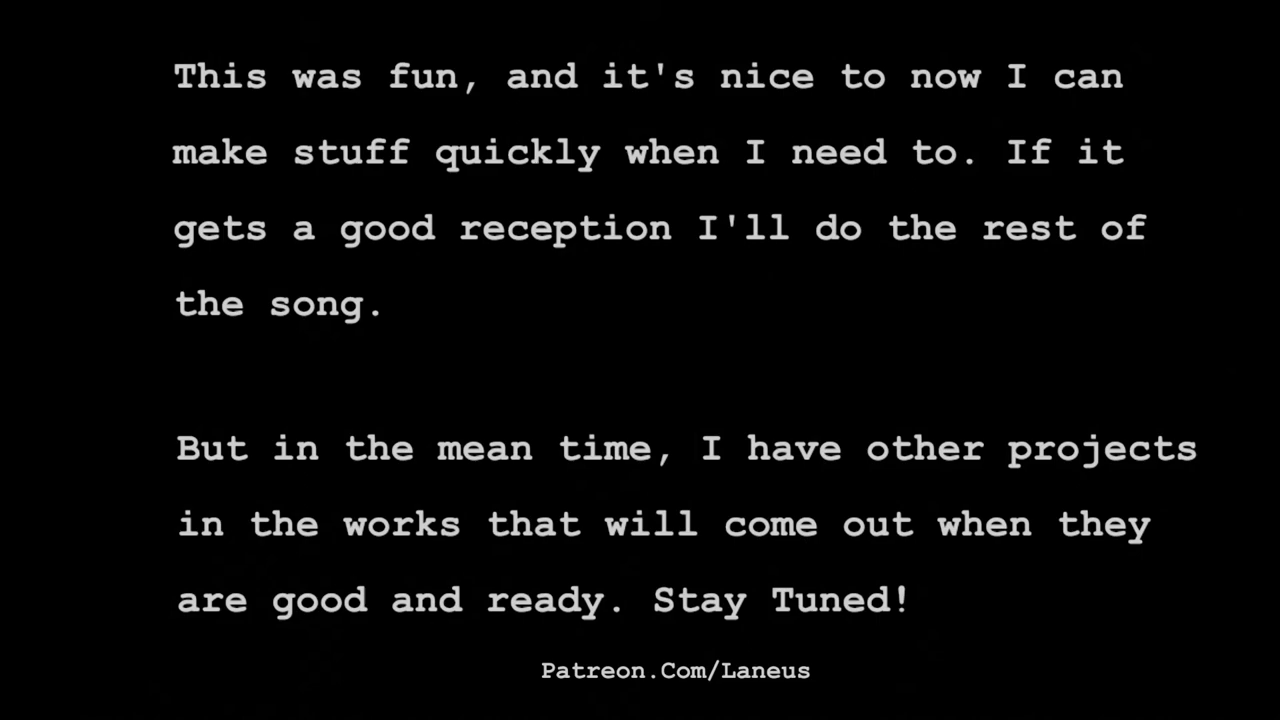 This was fun, and it's nice to now I can
make stuff quickly when I need to. If it
gets a good reception I'll do the rest of
the song.
But in the mean time, I have other projects
in the works that will come out when they
are good and ready. Stay Tuned!
Patreon.Com/Laneus